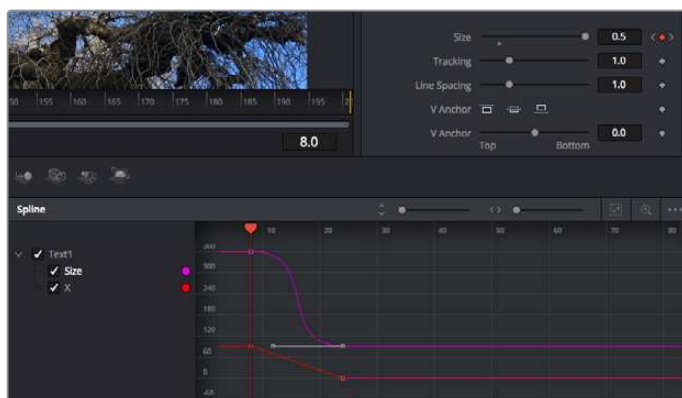 Size 0.5
Tracking 1.0
Line Spacing 1.0
V Anchor
V Anchor 0.0
Top Bottom
155 160 165 170 175 180 185 190 195
8.0
Spline
10 20 30 40 50 60 70 80
Text1
Size
X
300
240
180
120
60
0